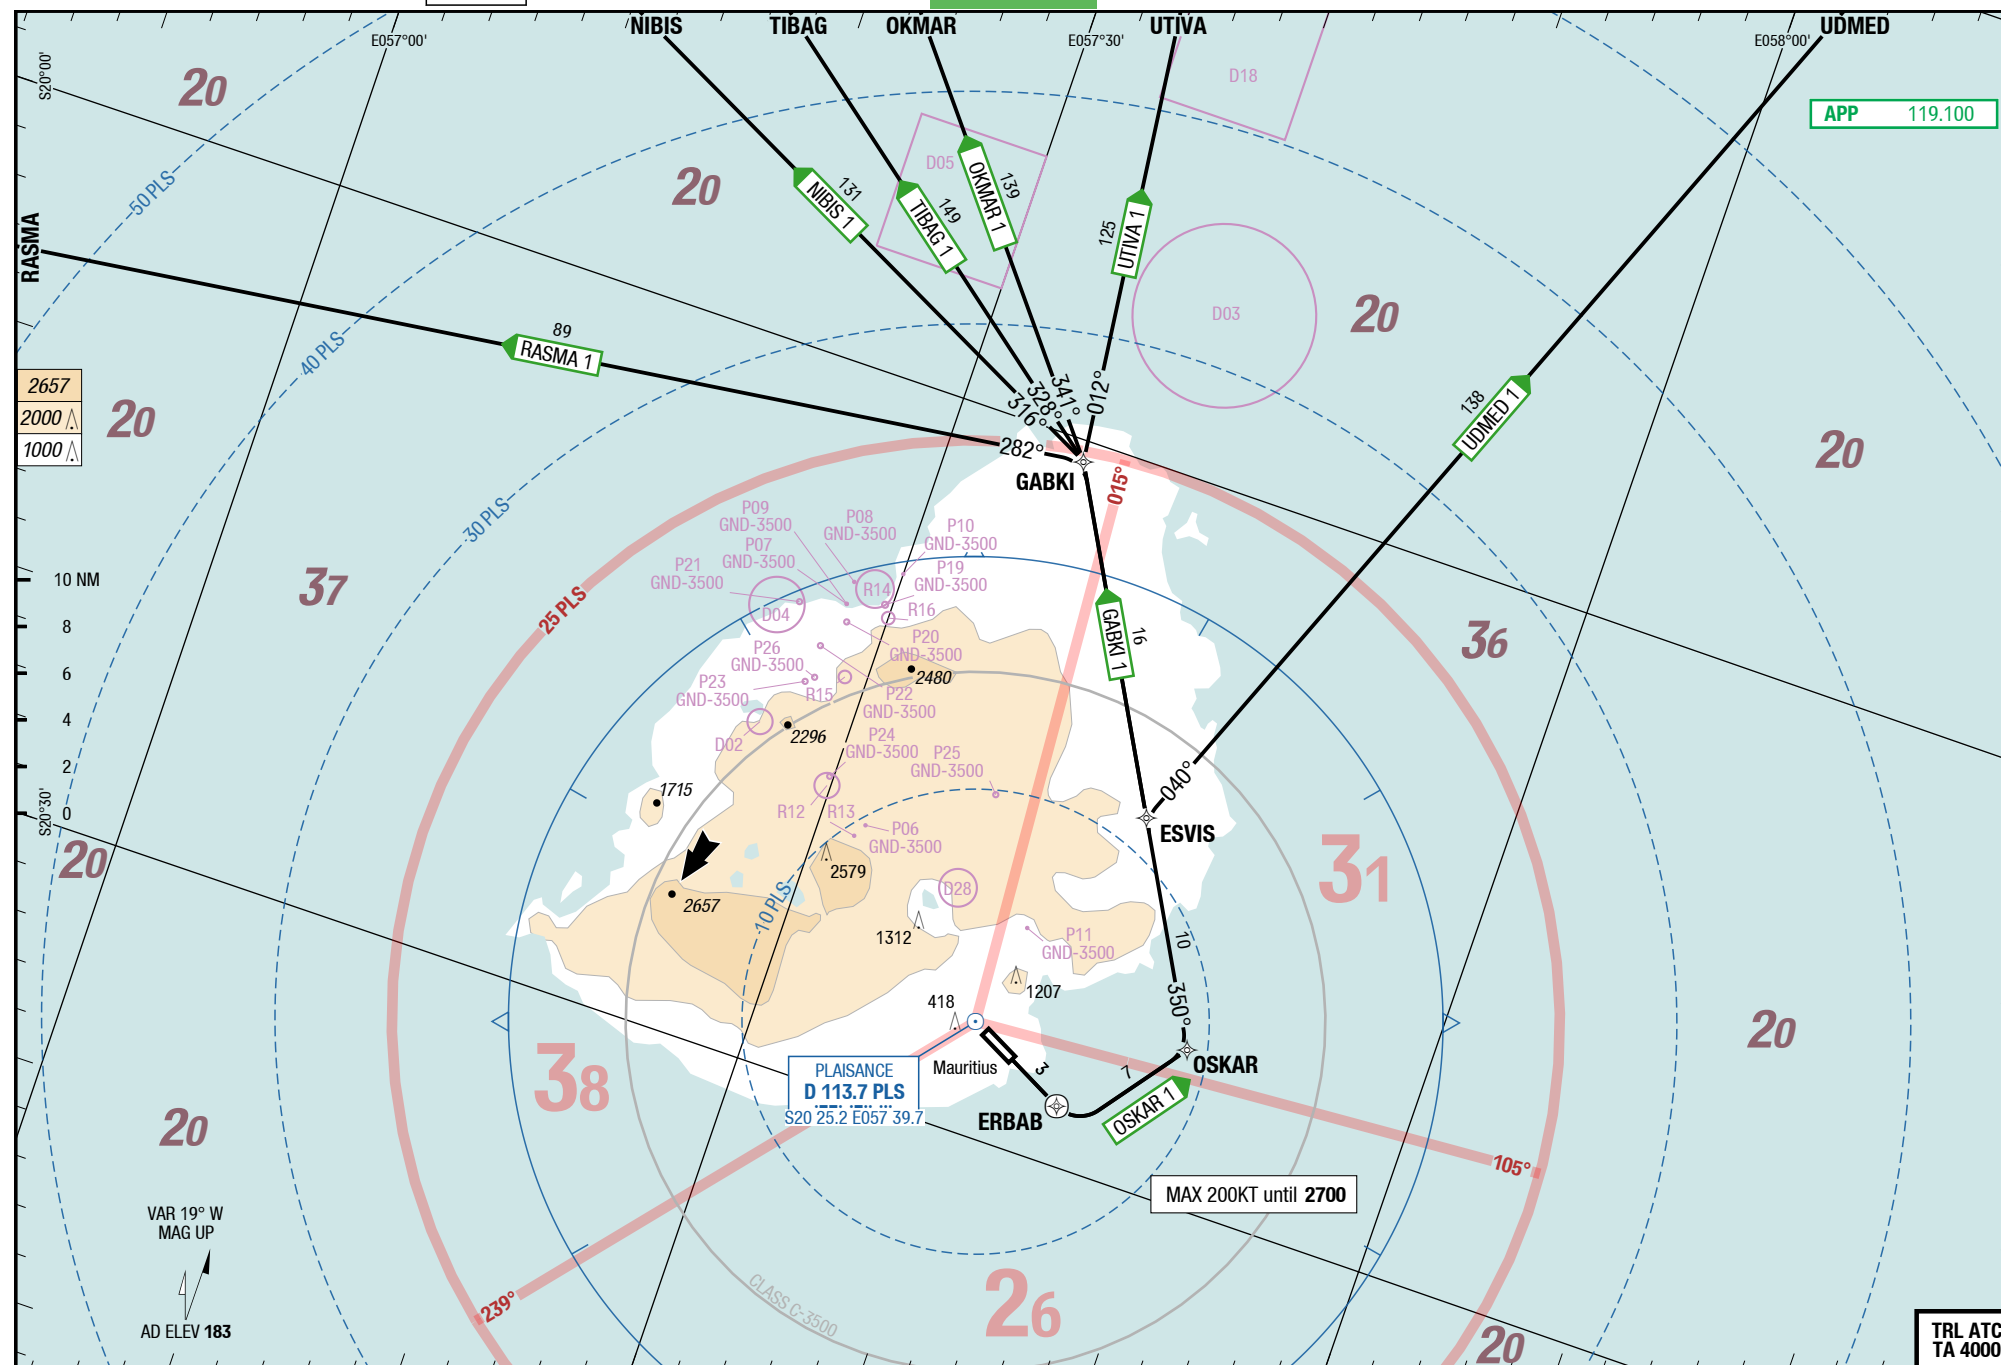 NIBIS
TIBAG
OKMAR
UTIVA
UDMED
E057°00'
E057°30'
E058°00'
S20°00'
20
D18
APP 119.100
50 PLS
20
D05
131
NIBIS 1
149
TIBAG 1
139
OKMAR 1
125
UTIVA 1
RASMA
D03
20
89
RASMA 1
40 PLS
2657
2000
1000
20
316°
328°
341°
012°
282°
138
UDMED 1
20
GABKI
015°
30 PLS
P09
GND-3500
P08
GND-3500
P10
GND-3500
P07
GND-3500
P21
GND-3500
P19
GND-3500
R14
D04
R16
37
25 PLS
10 NM
8
6
4
2
0
P20
GND-3500
P26
GND-3500
2480
P23
GND-3500
R15
P22
GND-3500
GABKI 1
16
36
D02
2296
P24
GND-3500
P25
GND-3500
1715
R12
R13
040°
S20°30'
20
P06
GND-3500
ESVIS
2579
31
2657
10 PLS
D28
1312
P11
GND-3500
10
350°
1207
418
20
38
PLAISANCE
D 113.7 PLS
S20 25.2 E057 39.7
Mauritius
3
7
OSKAR
OSKAR 1
ERBAB
20
105°
MAX 200KT until 2700
VAR 19° W
MAG UP
239°
CLASS C-3500
26
AD ELEV 183
20
TRL ATC
TA 4000